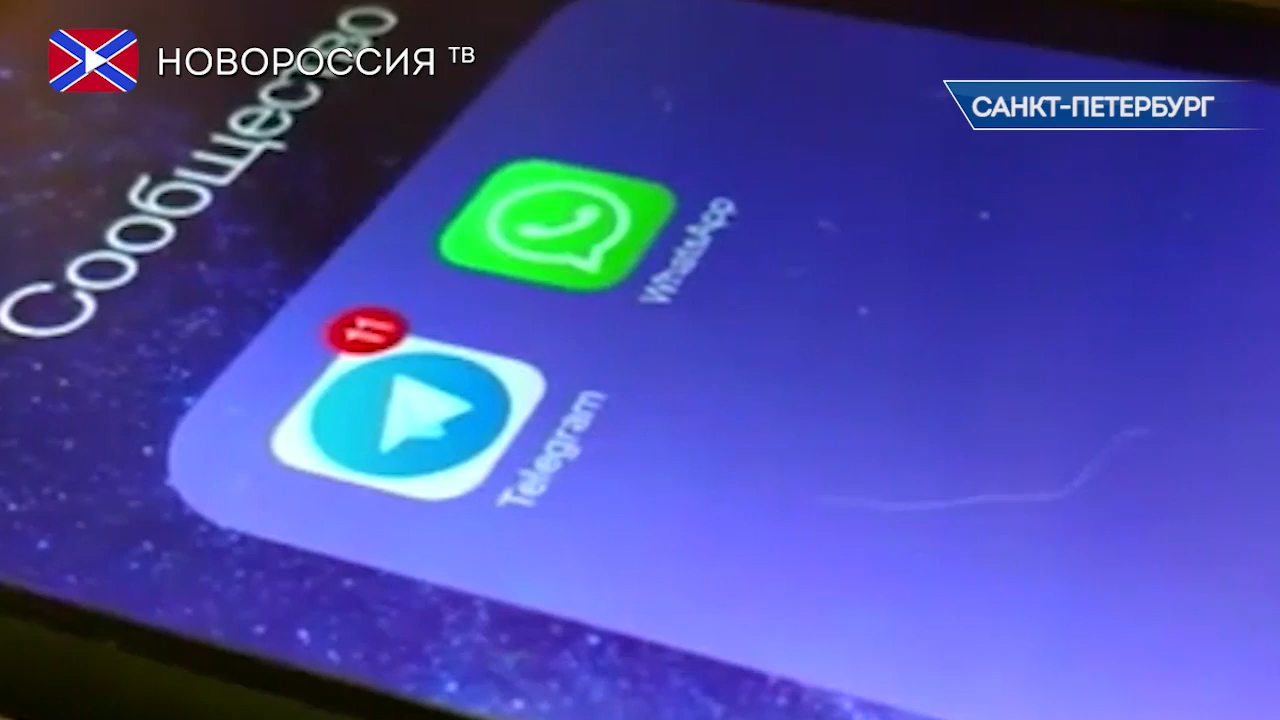 НОВОРОССИЯ ТВ
САНКТ-ПЕТЕРБУРГ
Сообщество
WhatsApp
11
Telegram